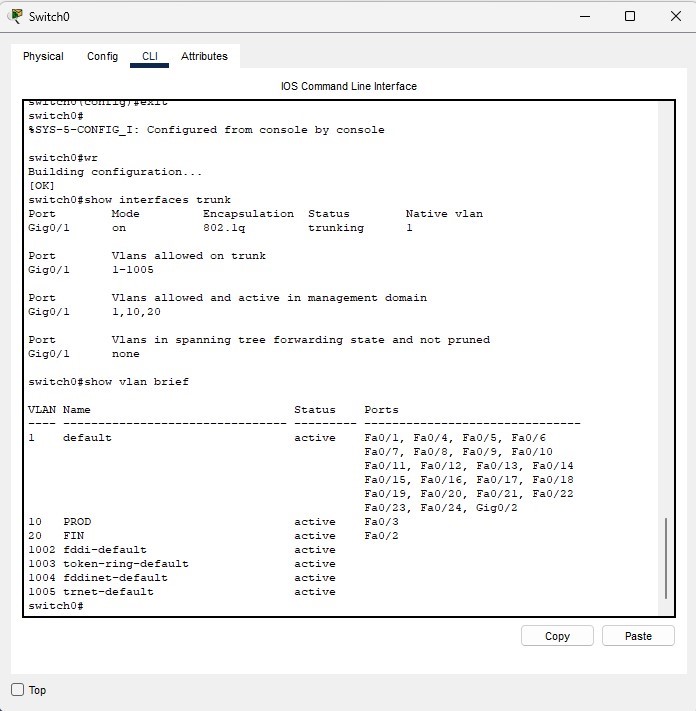 Switch0
Physical Config CLI Attributes
IOS Command Line Interface
switch0(config)#exit
switch0#
%SYS-5-CONFIG_I: Configured from console by console
switch0#wr
Building configuration...
[OK]
switch0#show interfaces trunk
Port Mode Encapsulation Status Native vlan
Gig0/1 on 802.1q trunking 1
Port Vlans allowed on trunk
Gig0/1 1-1005
Port Vlans allowed and active in management domain
Gig0/1 1,10,20
Port Vlans in spanning tree forwarding state and not pruned
Gig0/1 none
switch0#show vlan brief
VLAN Name Status Ports
---- -------------------------------- --------- -------------------------------
1 default active Fa0/1, Fa0/4, Fa0/5, Fa0/6
Fa0/7, Fa0/8, Fa0/9, Fa0/10
Fa0/11, Fa0/12, Fa0/13, Fa0/14
Fa0/15, Fa0/16, Fa0/17, Fa0/18
Fa0/19, Fa0/20, Fa0/21, Fa0/22
Fa0/23, Fa0/24, Gig0/2
10 PROD active Fa0/3
20 FIN active Fa0/2
1002 fddi-default active
1003 token-ring-default active
1004 fddinet-default active
1005 trnet-default active
switch0#
Copy Paste
Top